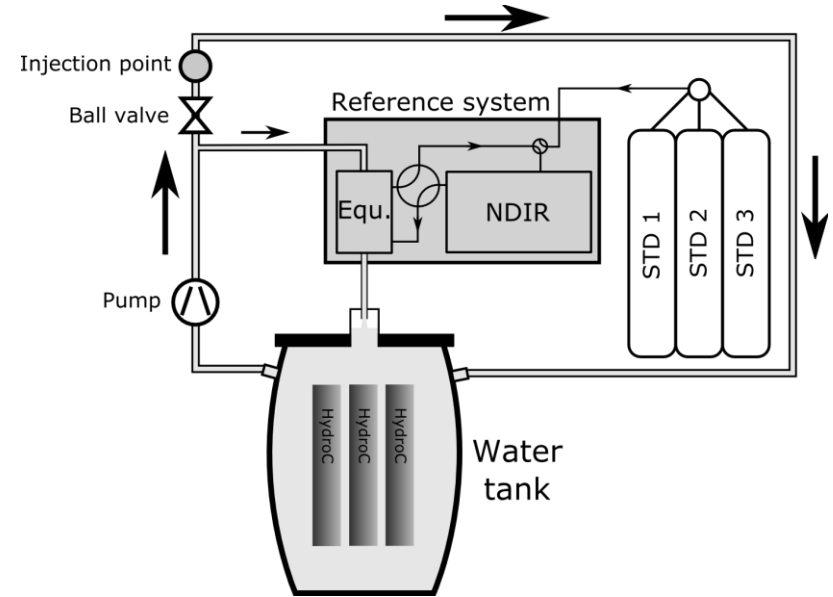 Injection point
Ball valve
Reference system
Equ.
NDIR
STD 1
STD 2
STD 3
Pump
HydroC
HydroC
HydroC
Water
tank